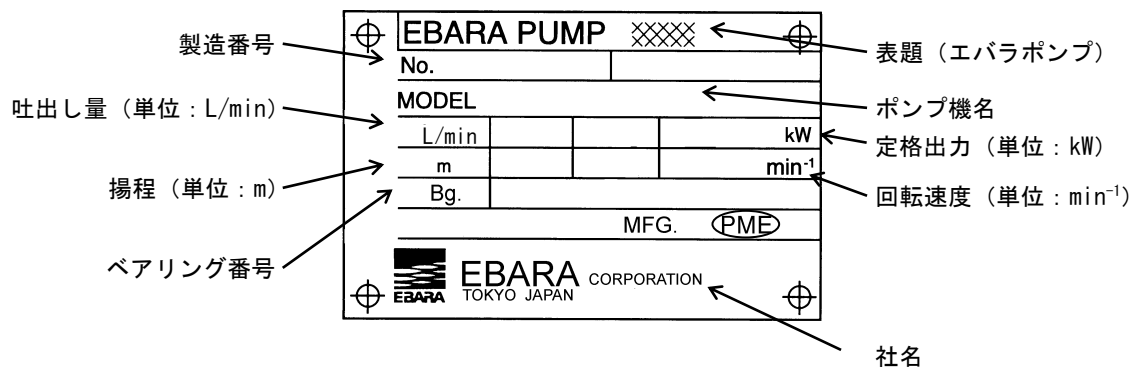 製造番号
吐出し量（単位：L/min）
揚程（単位：m）
ベアリング番号
EBARA PUMP XXXXX
No.
MODEL
L/min kW
m min⁻¹
Bg.
MFG. PME
EBARA
EBARA CORPORATION
TOKYO JAPAN
表題（エバラポンプ）
ポンプ機名
定格出力（単位：kW）
回転速度（単位：min⁻¹）
社名